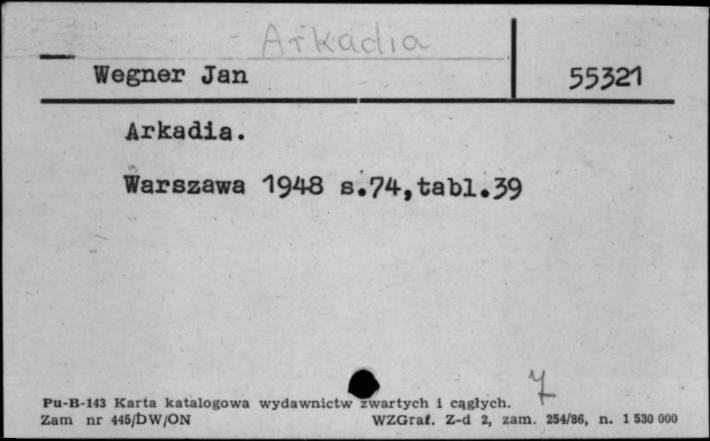 Arkadia
Wegner Jan 55321
Arkadia.
Warszawa 1948 s.74,tabl.39
Pu-B-143 Karta katalogowa wydawnictw zwartych i cągłych.
Zam nr 445/DW/ON WZGraf. Z-d 2, zam. 254/86, n. 1 530 000